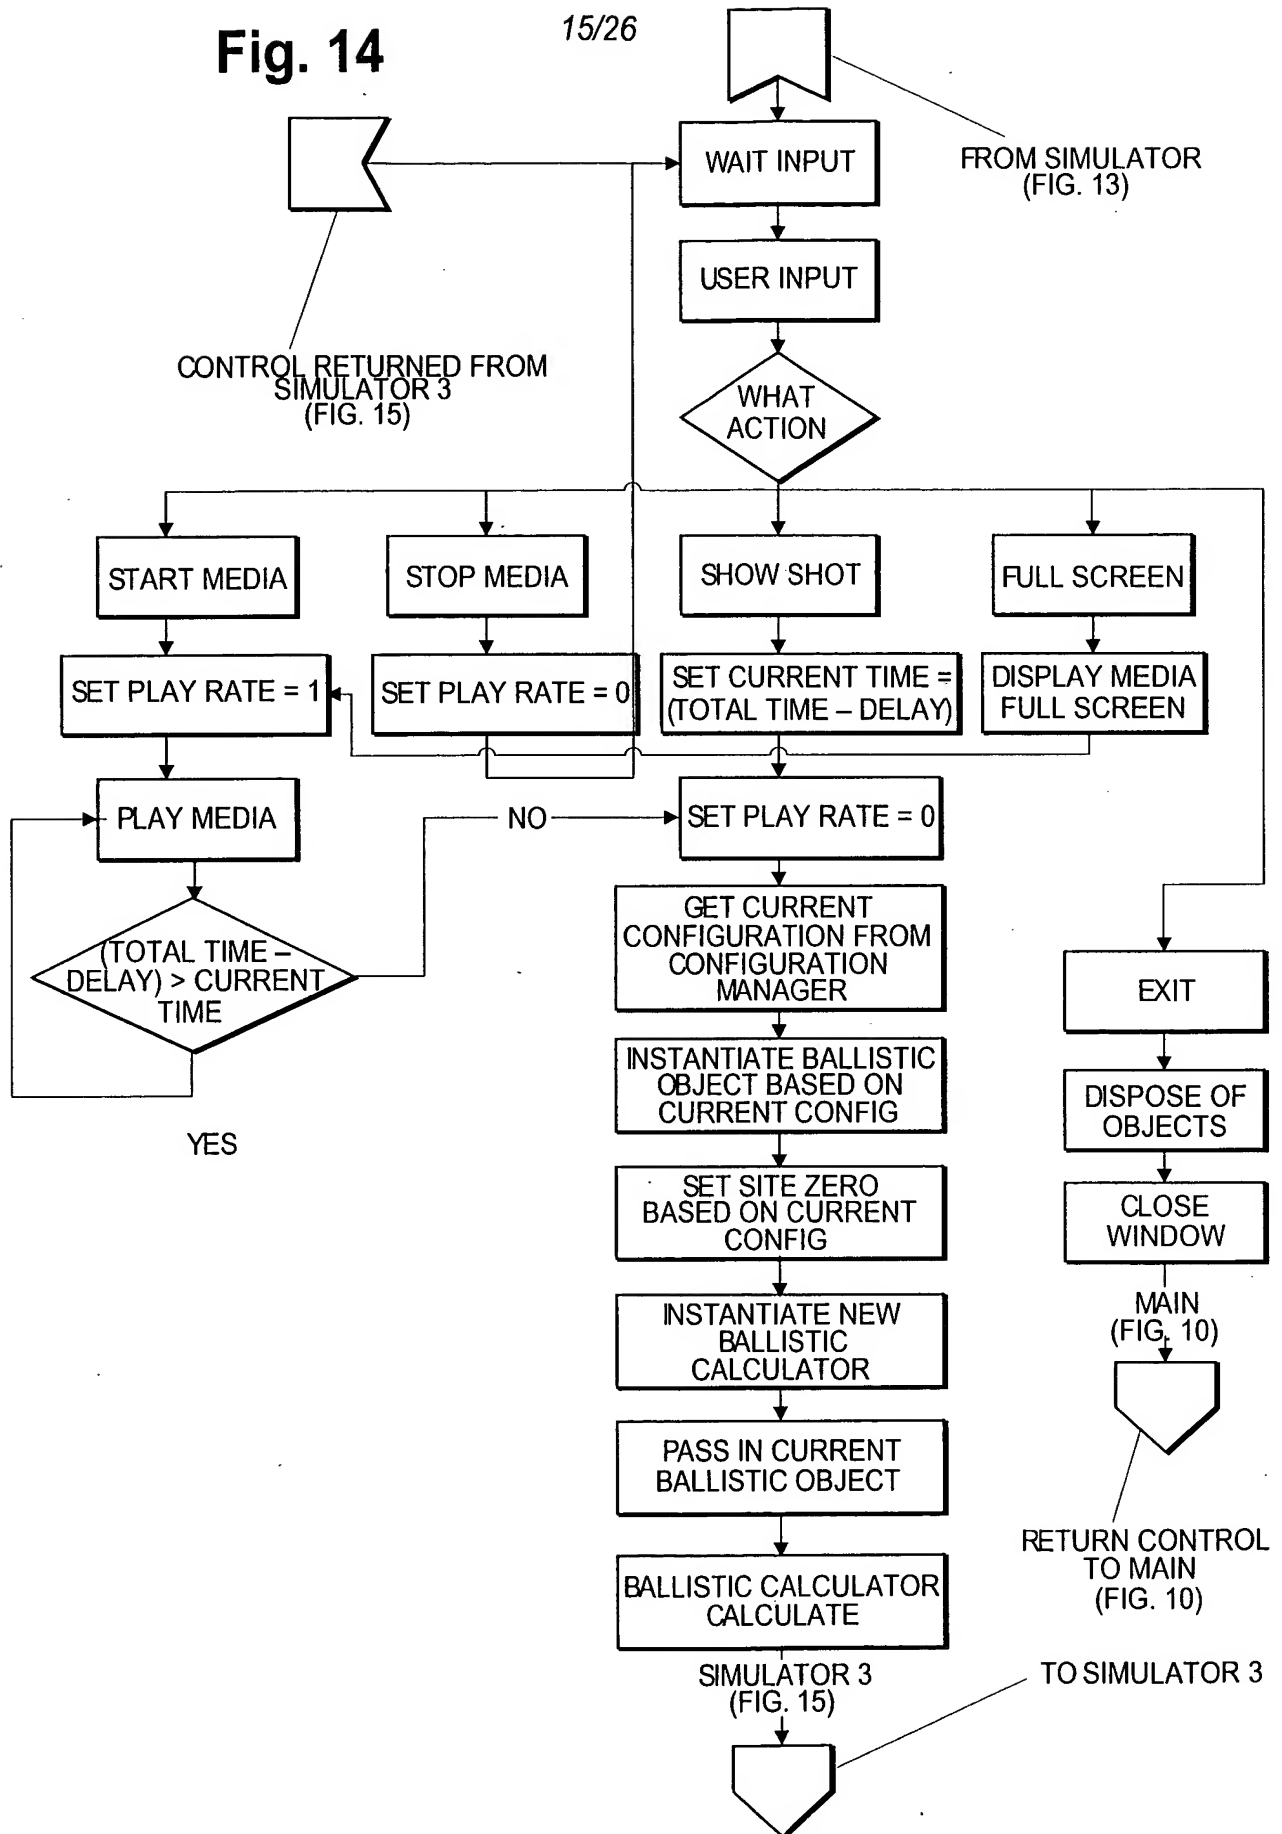 Fig. 14
15/26
WAIT INPUT
FROM SIMULATOR
(FIG. 13)
USER INPUT
CONTROL RETURNED FROM
SIMULATOR 3
(FIG. 15)
WHAT
ACTION
START MEDIA
STOP MEDIA
SHOW SHOT
FULL SCREEN
SET PLAY RATE = 1
SET PLAY RATE = 0
SET CURRENT TIME =
(TOTAL TIME – DELAY)
DISPLAY MEDIA
FULL SCREEN
PLAY MEDIA
NO
SET PLAY RATE = 0
(TOTAL TIME –
DELAY) > CURRENT
TIME
YES
GET CURRENT
CONFIGURATION FROM
CONFIGURATION
MANAGER
EXIT
INSTANTIATE BALLISTIC
OBJECT BASED ON
CURRENT CONFIG
DISPOSE OF
OBJECTS
SET SITE ZERO
BASED ON CURRENT
CONFIG
CLOSE
WINDOW
INSTANTIATE NEW
BALLISTIC
CALCULATOR
MAIN
(FIG. 10)
PASS IN CURRENT
BALLISTIC OBJECT
RETURN CONTROL
TO MAIN
(FIG. 10)
BALLISTIC CALCULATOR
CALCULATE
SIMULATOR 3
(FIG. 15)
TO SIMULATOR 3